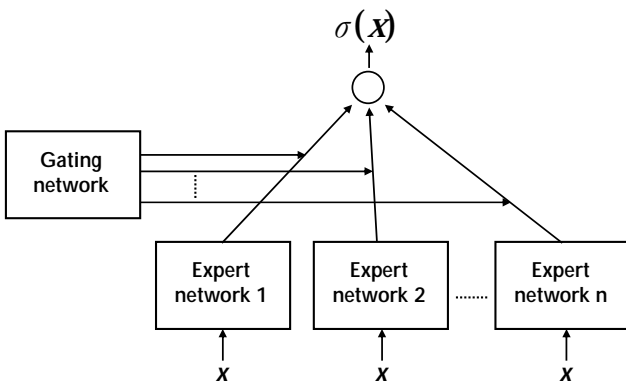 σ(X)
Gating
network
Expert
network 1
Expert
network 2
Expert
network n
X
X
X